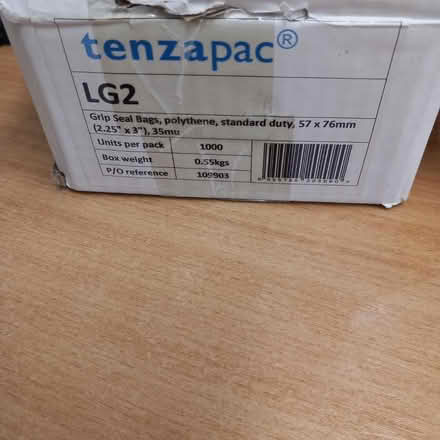 tenzapac®
LG2
Grip Seal Bags, polythene, standard duty, 57 x 76mm
(2.25" x 3"), 35mu
Units per pack 1000
Box weight 0.55kgs
P/O reference 109903